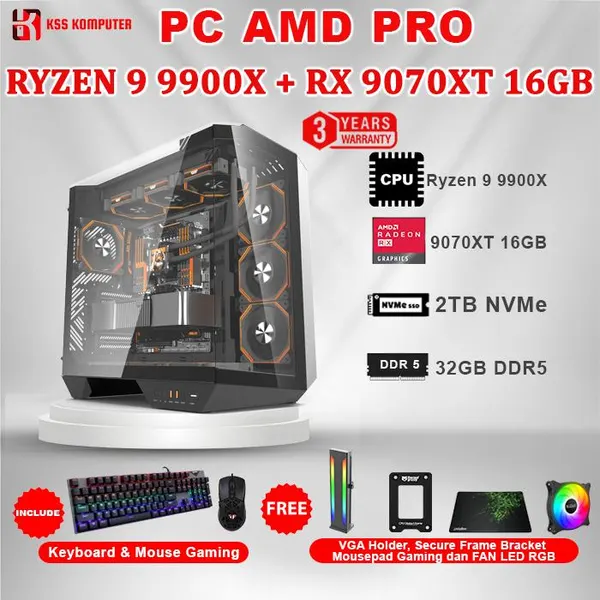 KSS KOMPUTER
PC AMD PRO
RYZEN 9 9900X + RX 9070XT 16GB
3 YEARS
WARRANTY
CPU
Ryzen 9 9900X
AMD
RADEON
RX
GRAPHICS
9070XT 16GB
NVMe SSD
2TB NVMe
DDR 5
32GB DDR5
INCLUDE
Keyboard & Mouse Gaming
FREE
VGA Holder, Secure Frame Bracket
Mousepad Gaming dan FAN LED RGB